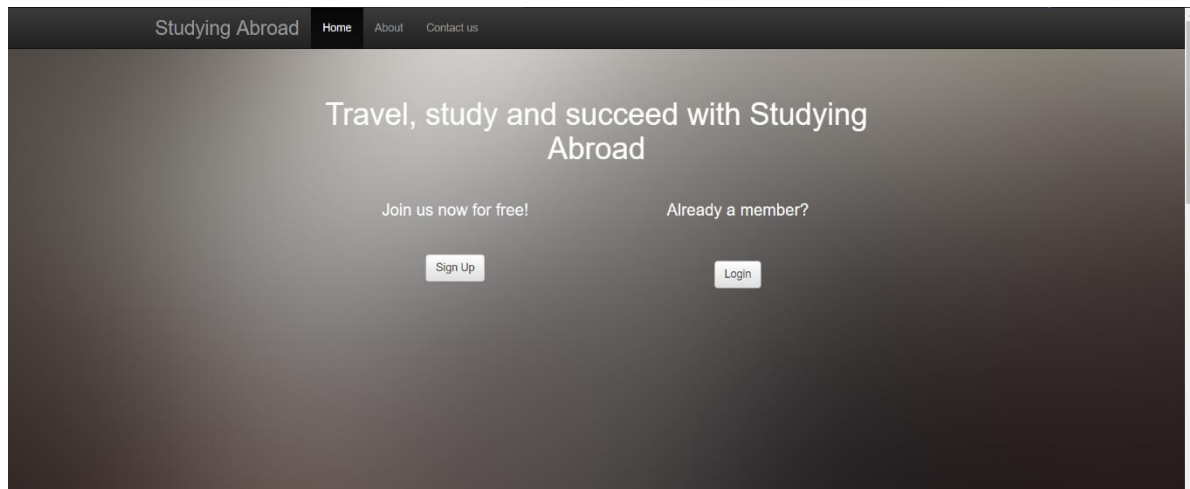 Studying Abroad Home About Contact us
Travel, study and succeed with Studying
Abroad
Join us now for free! Already a member?
Sign Up
Login